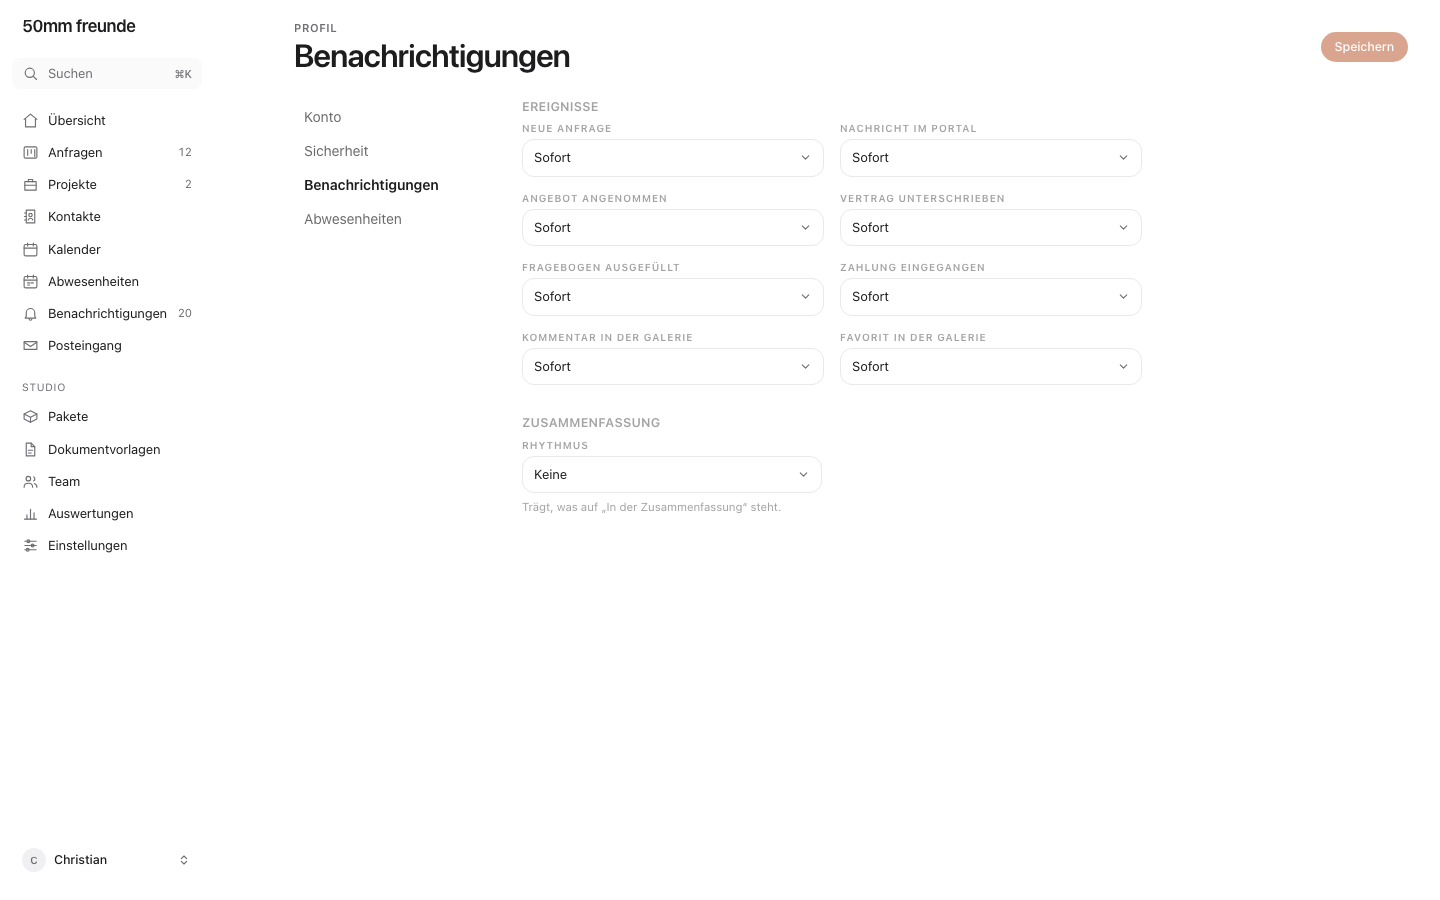 50mm freunde
Suchen ⌘K
Übersicht
Anfragen 12
Projekte 2
Kontakte
Kalender
Abwesenheiten
Benachrichtigungen 20
Posteingang
STUDIO
Pakete
Dokumentvorlagen
Team
Auswertungen
Einstellungen
C Christian
PROFIL
Benachrichtigungen
Speichern
Konto
Sicherheit
Benachrichtigungen
Abwesenheiten
EREIGNISSE
NEUE ANFRAGE
Sofort
NACHRICHT IM PORTAL
Sofort
ANGEBOT ANGENOMMEN
Sofort
VERTRAG UNTERSCHRIEBEN
Sofort
FRAGEBOGEN AUSGEFÜLLT
Sofort
ZAHLUNG EINGEGANGEN
Sofort
KOMMENTAR IN DER GALERIE
Sofort
FAVORIT IN DER GALERIE
Sofort
ZUSAMMENFASSUNG
RHYTHMUS
Keine
Trägt, was auf „In der Zusammenfassung“ steht.